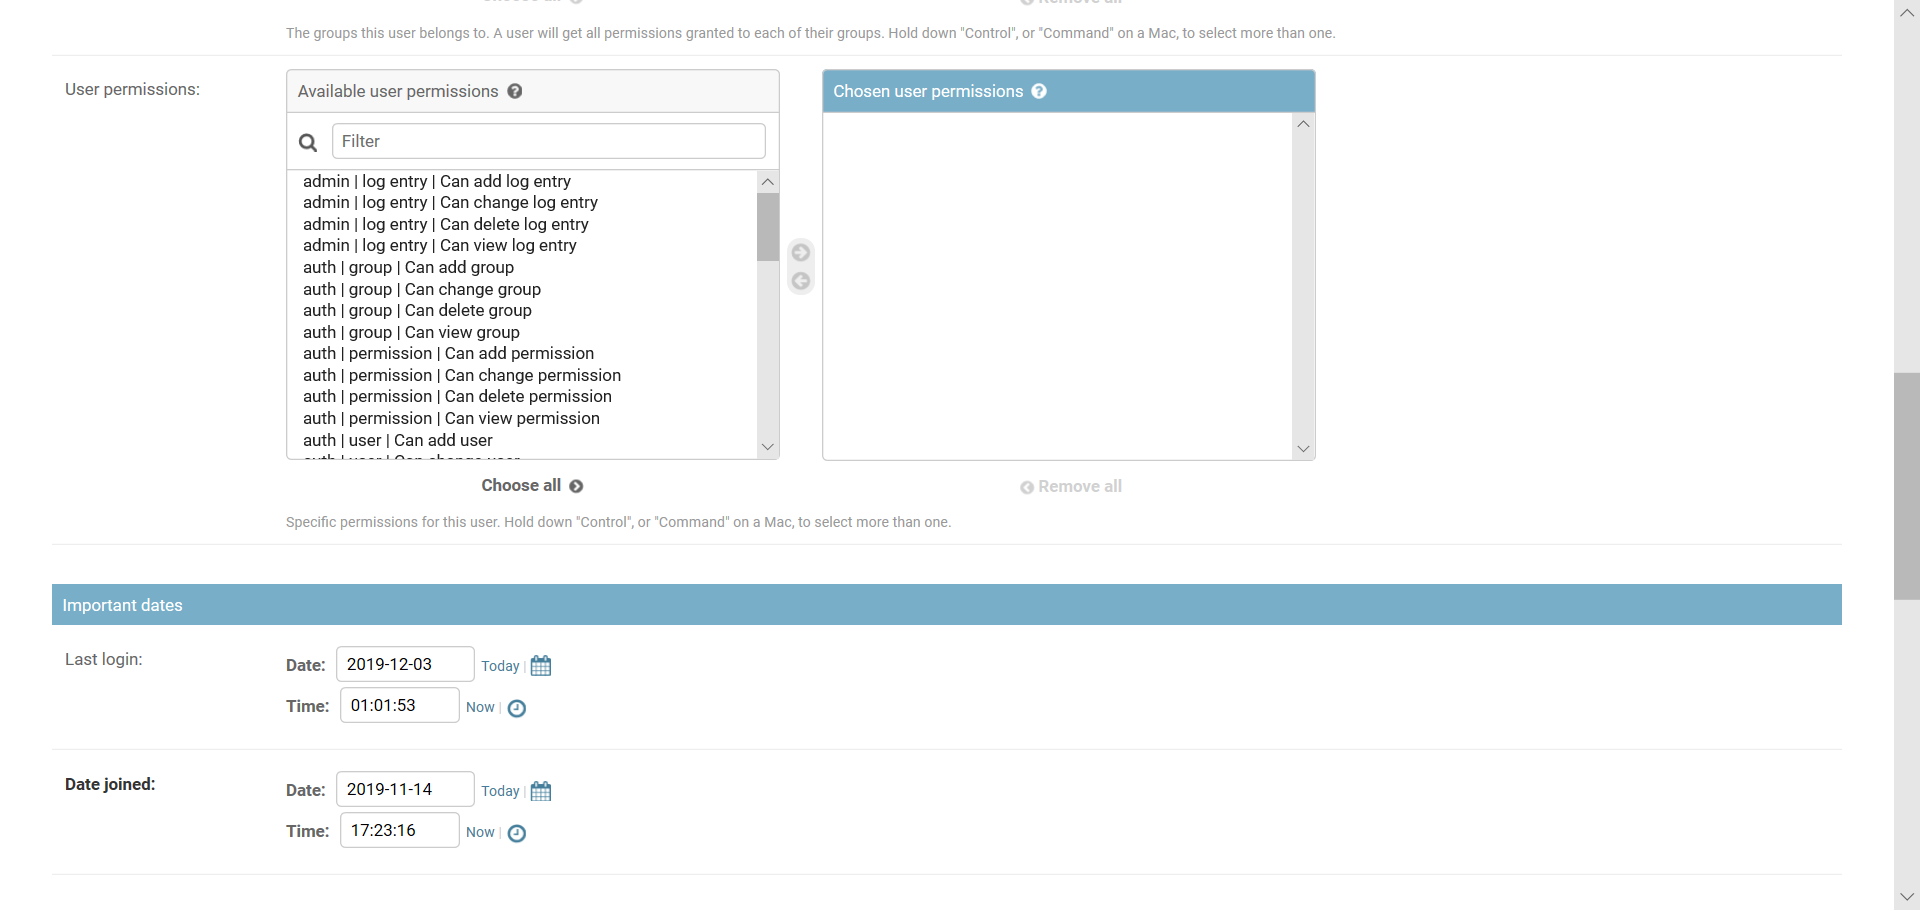 The groups this user belongs to. A user will get all permissions granted to each of their groups. Hold down "Control", or "Command" on a Mac, to select more than one.
User permissions:
Available user permissions
Chosen user permissions
Filter
admin | log entry | Can add log entry
admin | log entry | Can change log entry
admin | log entry | Can delete log entry
admin | log entry | Can view log entry
auth | group | Can add group
auth | group | Can change group
auth | group | Can delete group
auth | group | Can view group
auth | permission | Can add permission
auth | permission | Can change permission
auth | permission | Can delete permission
auth | permission | Can view permission
auth | user | Can add user
Choose all
Remove all
Specific permissions for this user. Hold down "Control", or "Command" on a Mac, to select more than one.
Important dates
Last login:
Date: 2019-12-03 Today |
Time: 01:01:53 Now |
Date joined:
Date: 2019-11-14 Today |
Time: 17:23:16 Now |